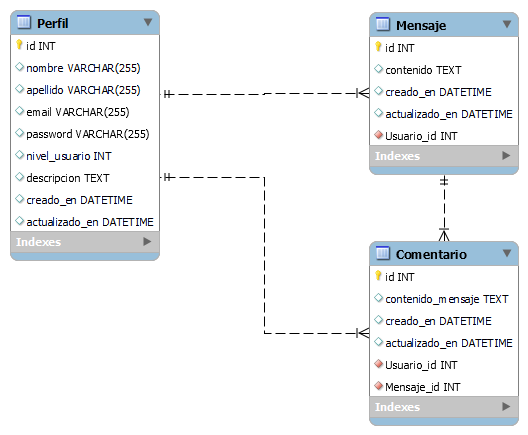 Perfil
id INT
nombre VARCHAR(255)
apellido VARCHAR(255)
email VARCHAR(255)
password VARCHAR(255)
nivel_usuario INT
descripcion TEXT
creado_en DATETIME
actualizado_en DATETIME
Indexes
Mensaje
id INT
contenido TEXT
creado_en DATETIME
actualizado_en DATETIME
Usuario_id INT
Indexes
Comentario
id INT
contenido_mensaje TEXT
creado_en DATETIME
actualizado_en DATETIME
Usuario_id INT
Mensaje_id INT
Indexes